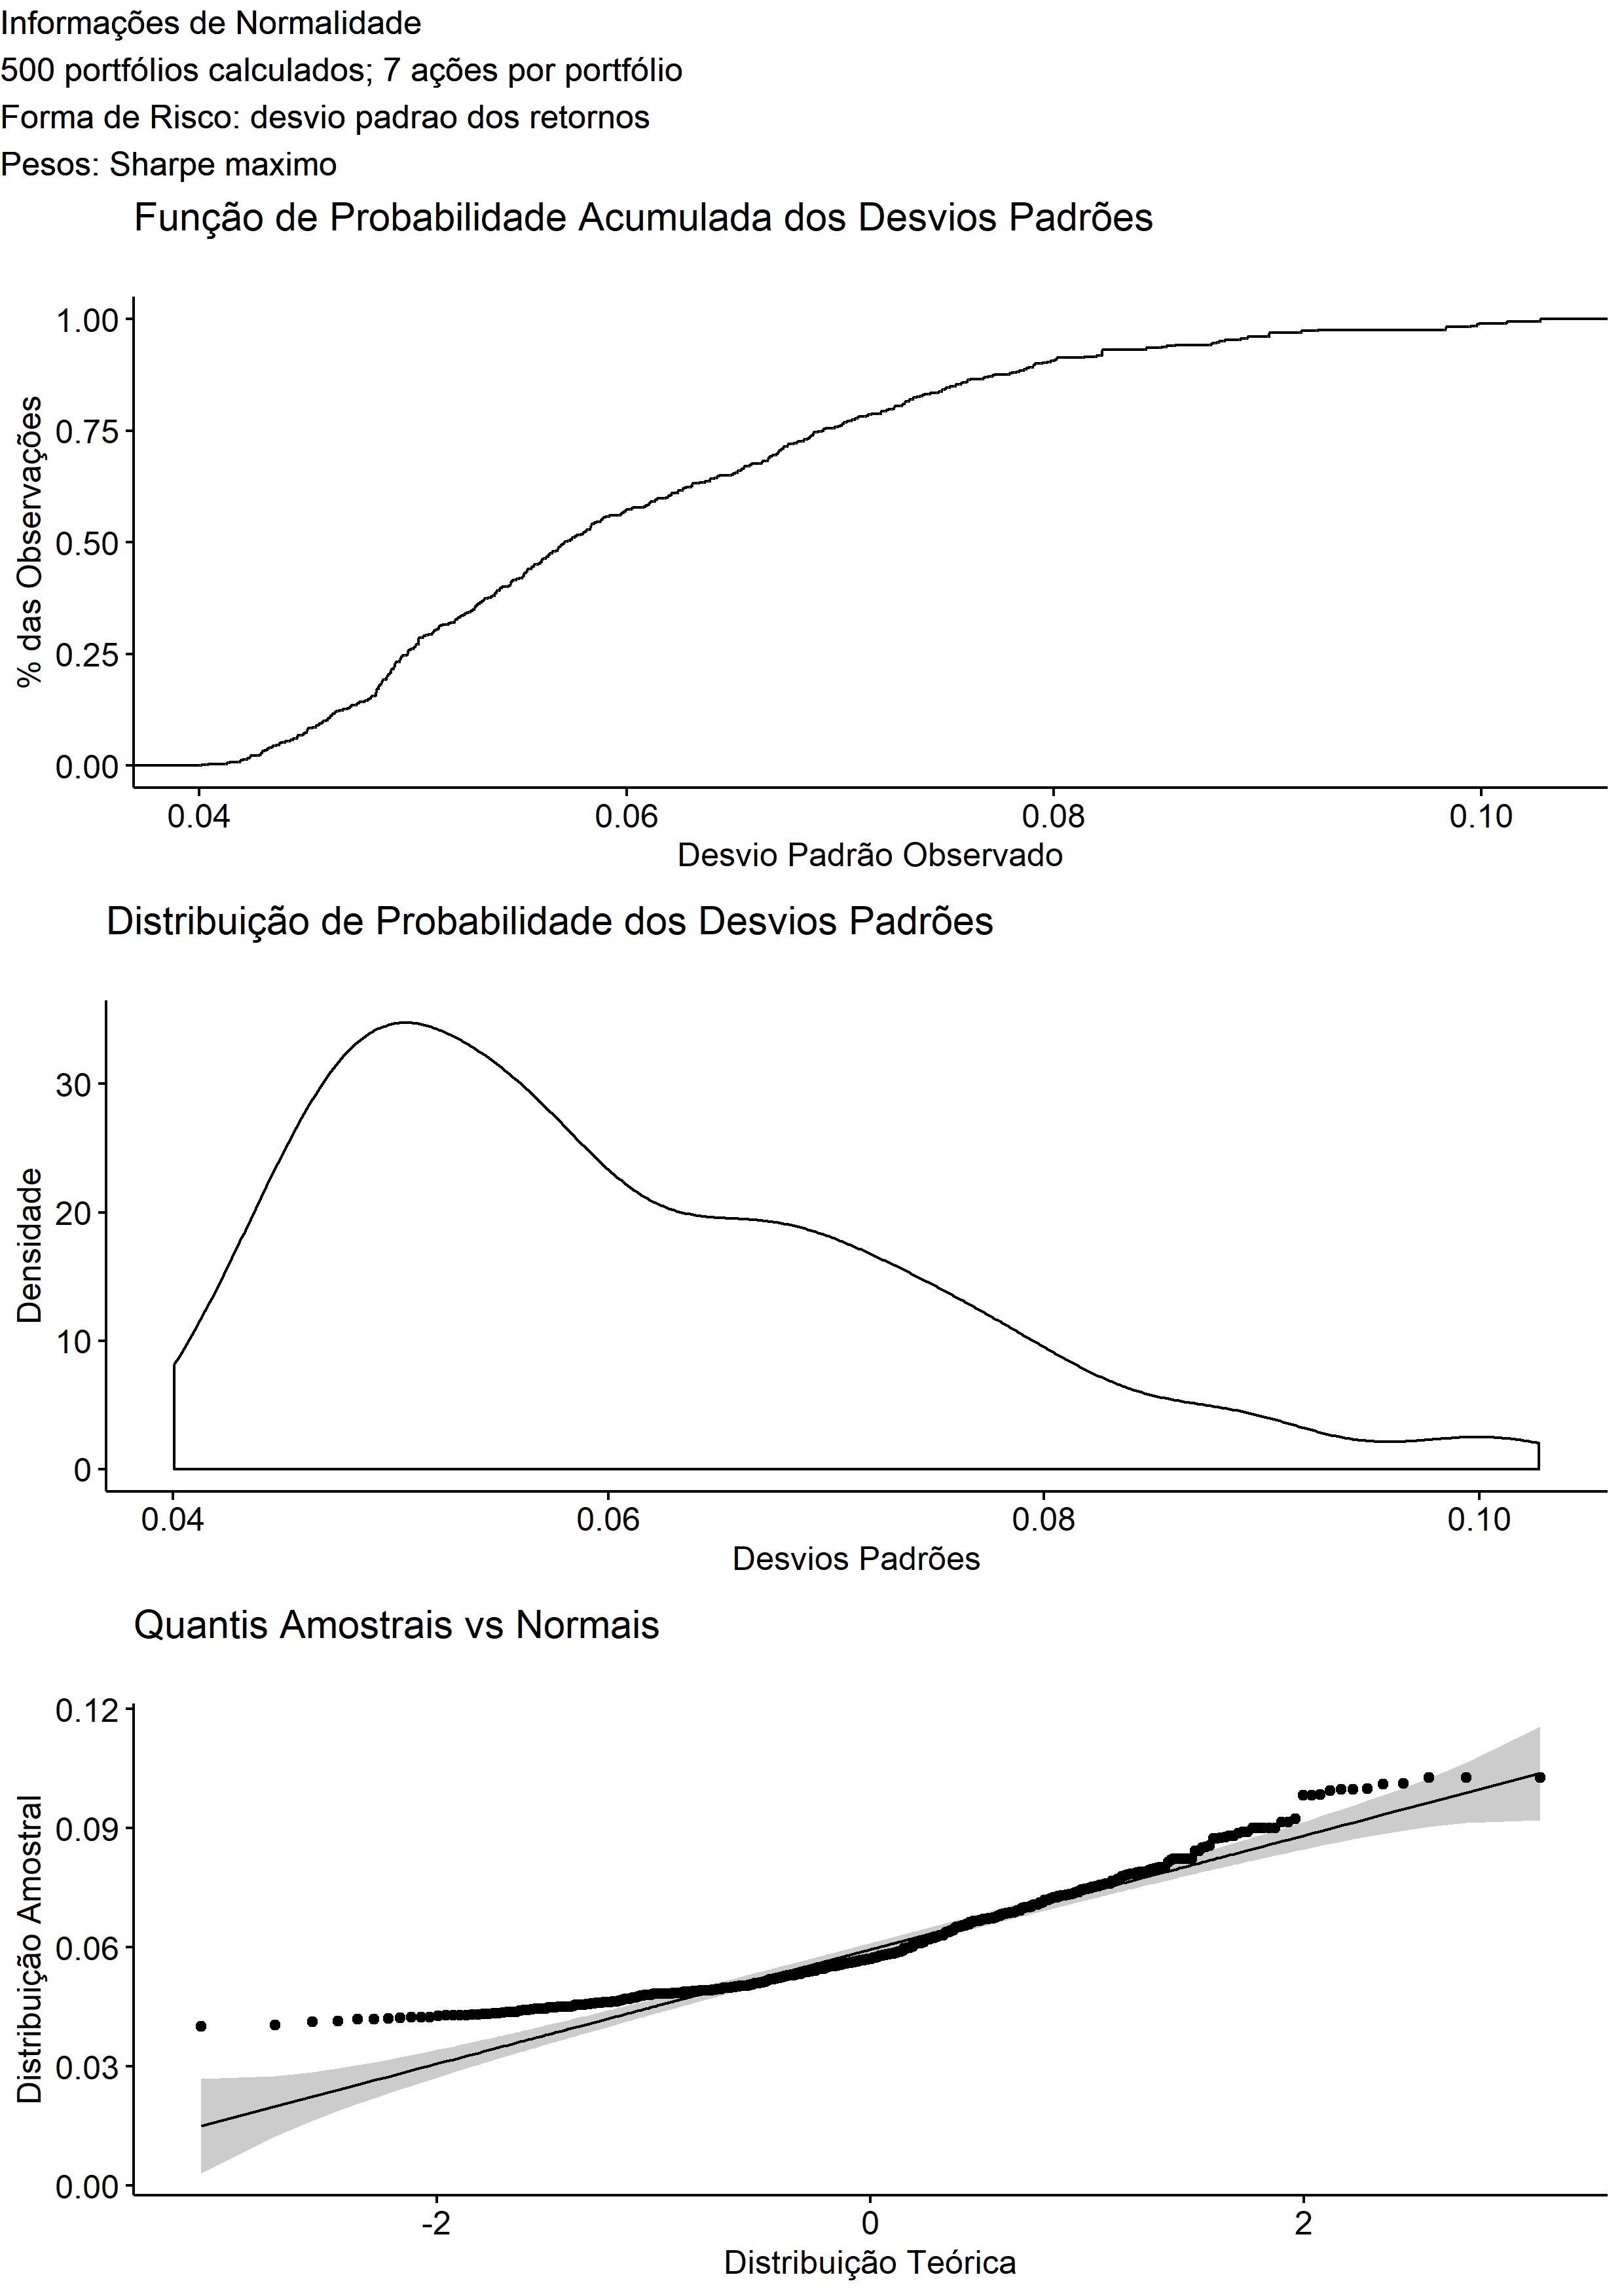 Informações de Normalidade
500 portfólios calculados; 7 ações por portfólio
Forma de Risco: desvio padrao dos retornos
Pesos: Sharpe maximo
Função de Probabilidade Acumulada dos Desvios Padrões
% das Observações
1.00
0.75
0.50
0.25
0.00
0.04 0.06 0.08 0.10
Desvio Padrão Observado
Distribuição de Probabilidade dos Desvios Padrões
Densidade
30
20
10
0
0.04 0.06 0.08 0.10
Desvios Padrões
Quantis Amostrais vs Normais
Distribuição Amostral
0.12
0.09
0.06
0.03
0.00
-2 0 2
Distribuição Teórica